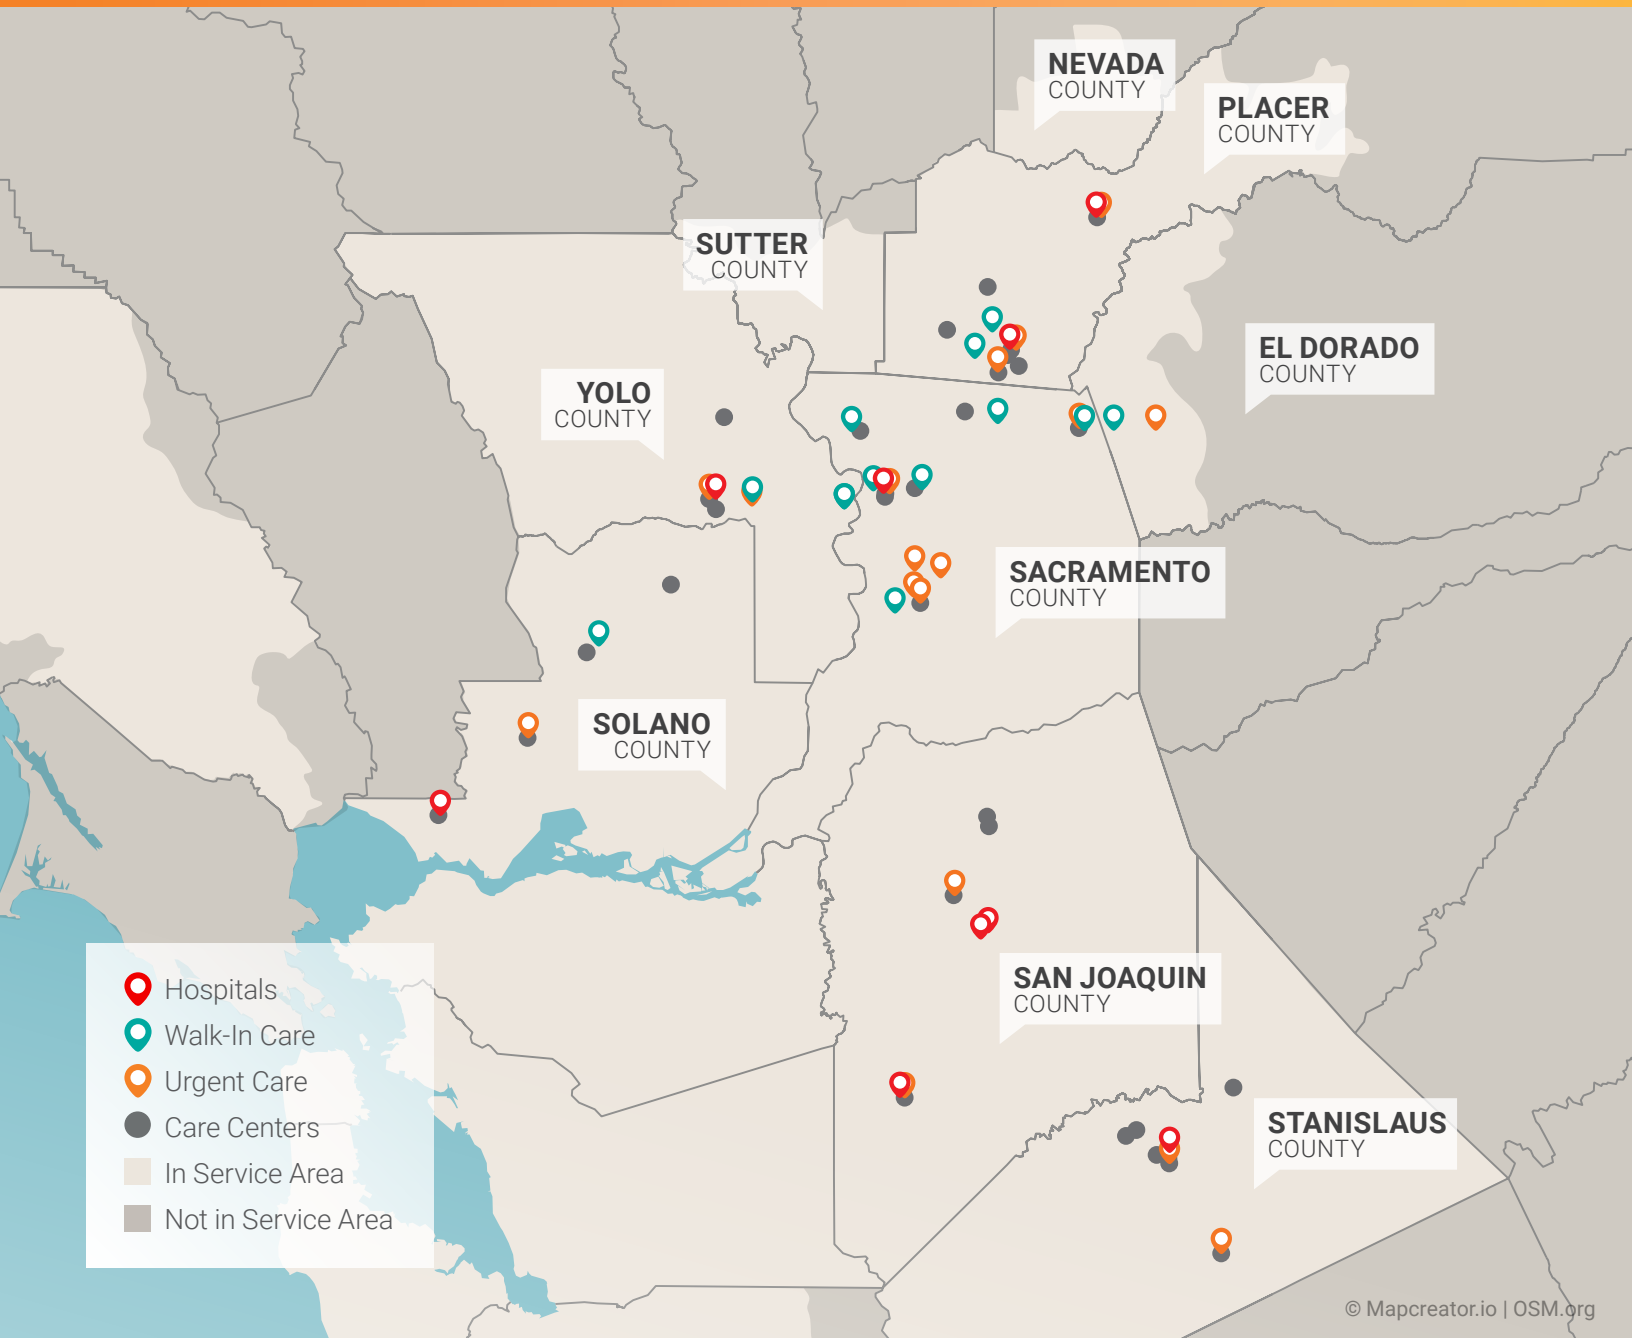 NEVADA
COUNTY
PLACER
COUNTY
SUTTER
COUNTY
EL DORADO
COUNTY
YOLO
COUNTY
SACRAMENTO
COUNTY
SOLANO
COUNTY
SAN JOAQUIN
COUNTY
STANISLAUS
COUNTY
Hospitals
Walk-In Care
Urgent Care
Care Centers
In Service Area
Not in Service Area
© Mapcreator.io | OSM.org